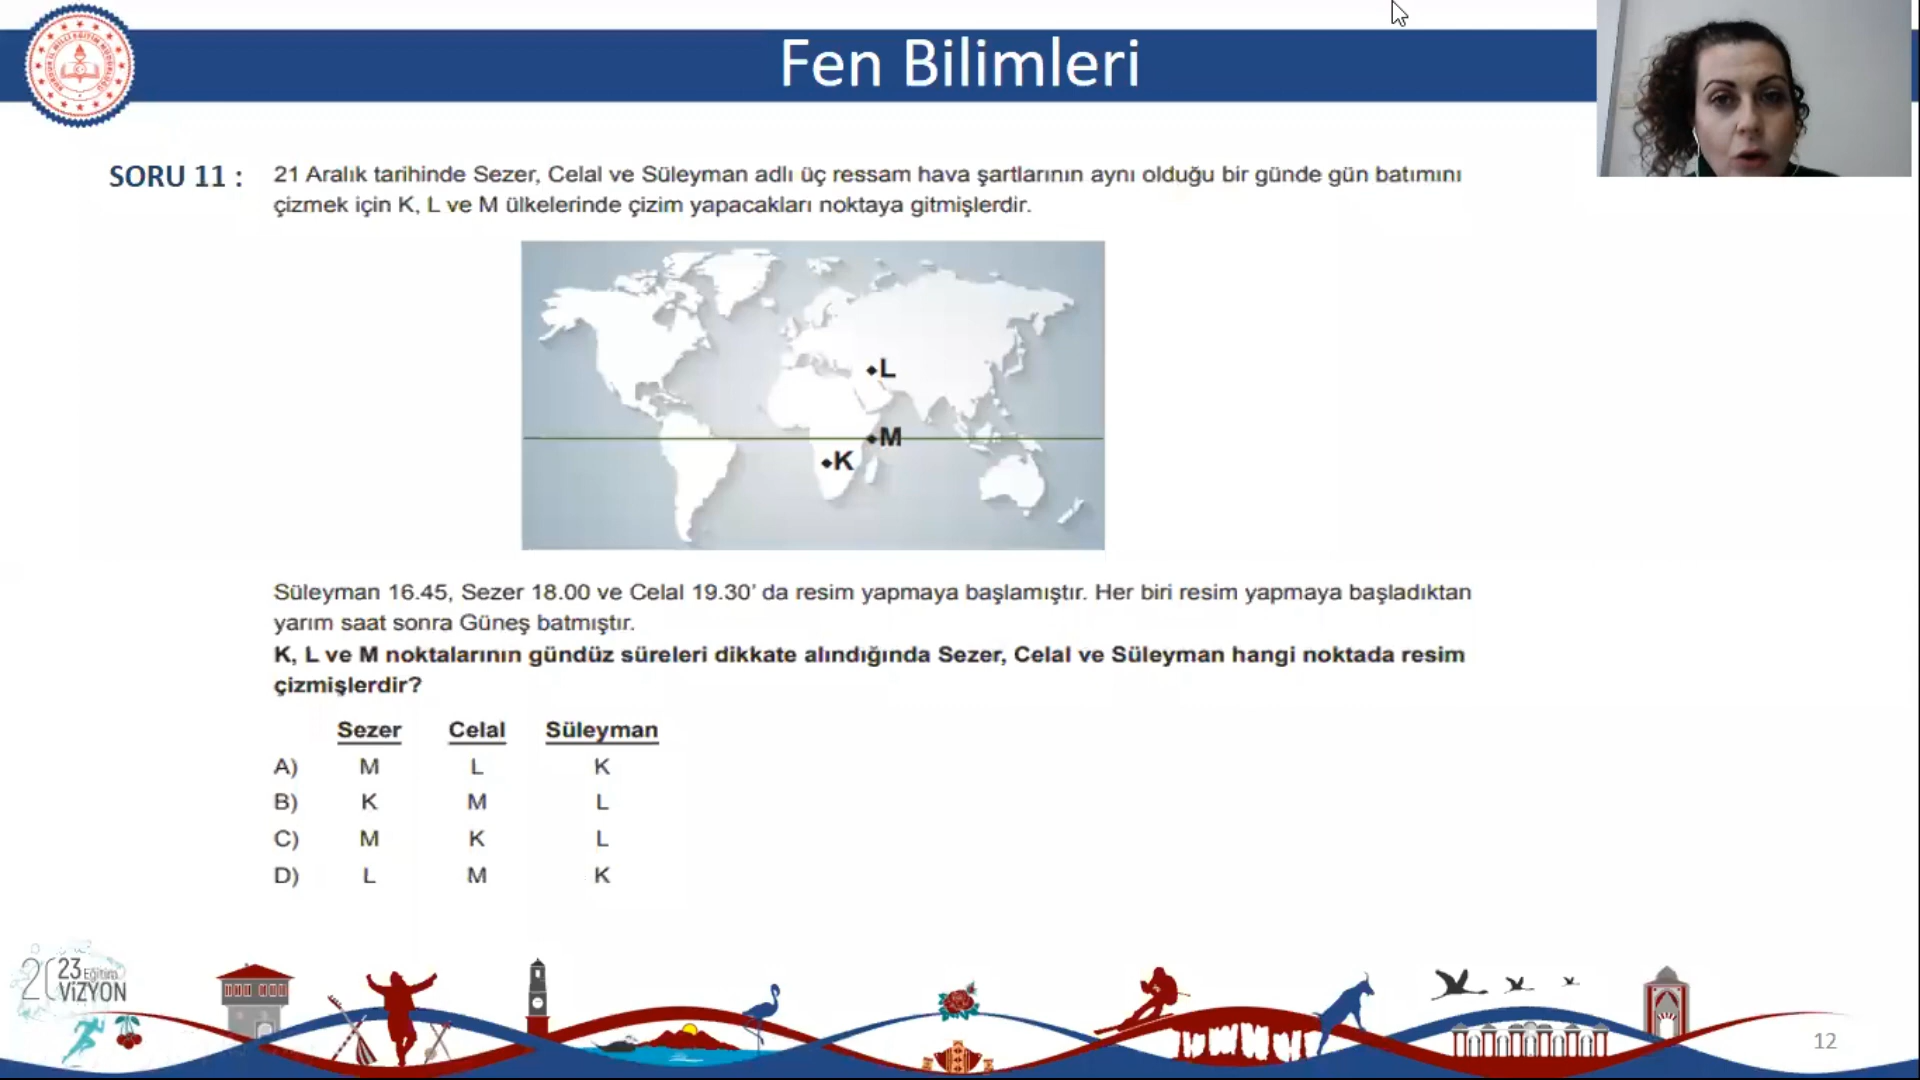 Fen Bilimleri
SORU 11 :
21 Aralık tarihinde Sezer, Celal ve Süleyman adlı üç ressam hava şartlarının aynı olduğu bir günde gün batımını
çizmek için K, L ve M ülkelerinde çizim yapacakları noktaya gitmişlerdir.
L
M
K
Süleyman 16.45, Sezer 18.00 ve Celal 19.30’ da resim yapmaya başlamıştır. Her biri resim yapmaya başladıktan
yarım saat sonra Güneş batmıştır.
K, L ve M noktalarının gündüz süreleri dikkate alındığında Sezer, Celal ve Süleyman hangi noktada resim
çizmişlerdir?
Sezer Celal Süleyman
A) M L K
B) K M L
C) M K L
D) L M K
2023 Eğitim
VİZYON
12